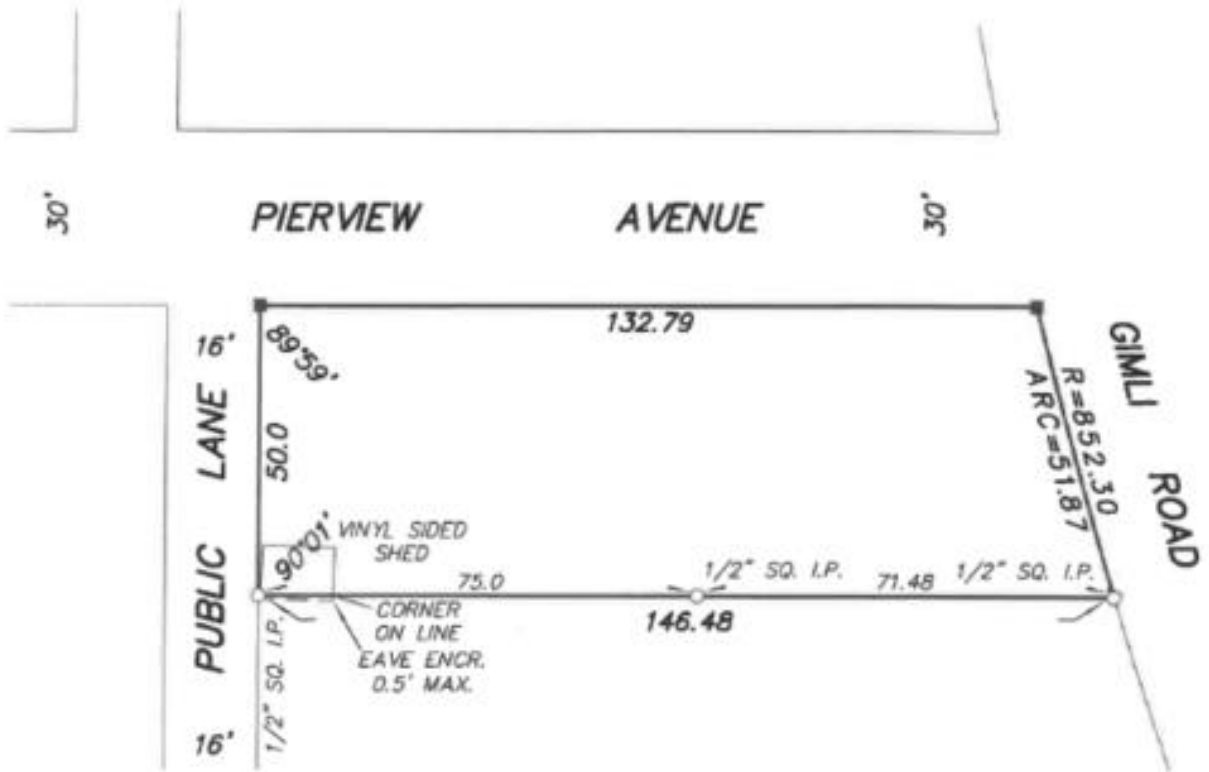 30'
PIERVIEW AVENUE
30'
132.79
16'
89°59'
GIMLI ROAD
R=852.30
ARC=51.87
PUBLIC LANE
50.0
90°01'
VINYL SIDED
SHED
75.0
1/2" SQ. I.P.
71.48
1/2" SQ. I.P.
146.48
CORNER
ON LINE
EAVE ENCR.
0.5' MAX.
1/2" SQ. I.P.
16'